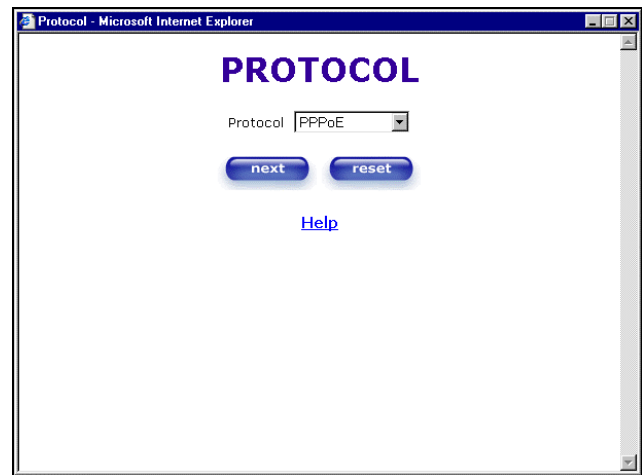 Protocol - Microsoft Internet Explorer
PROTOCOL
Protocol PPPoE
next reset
Help